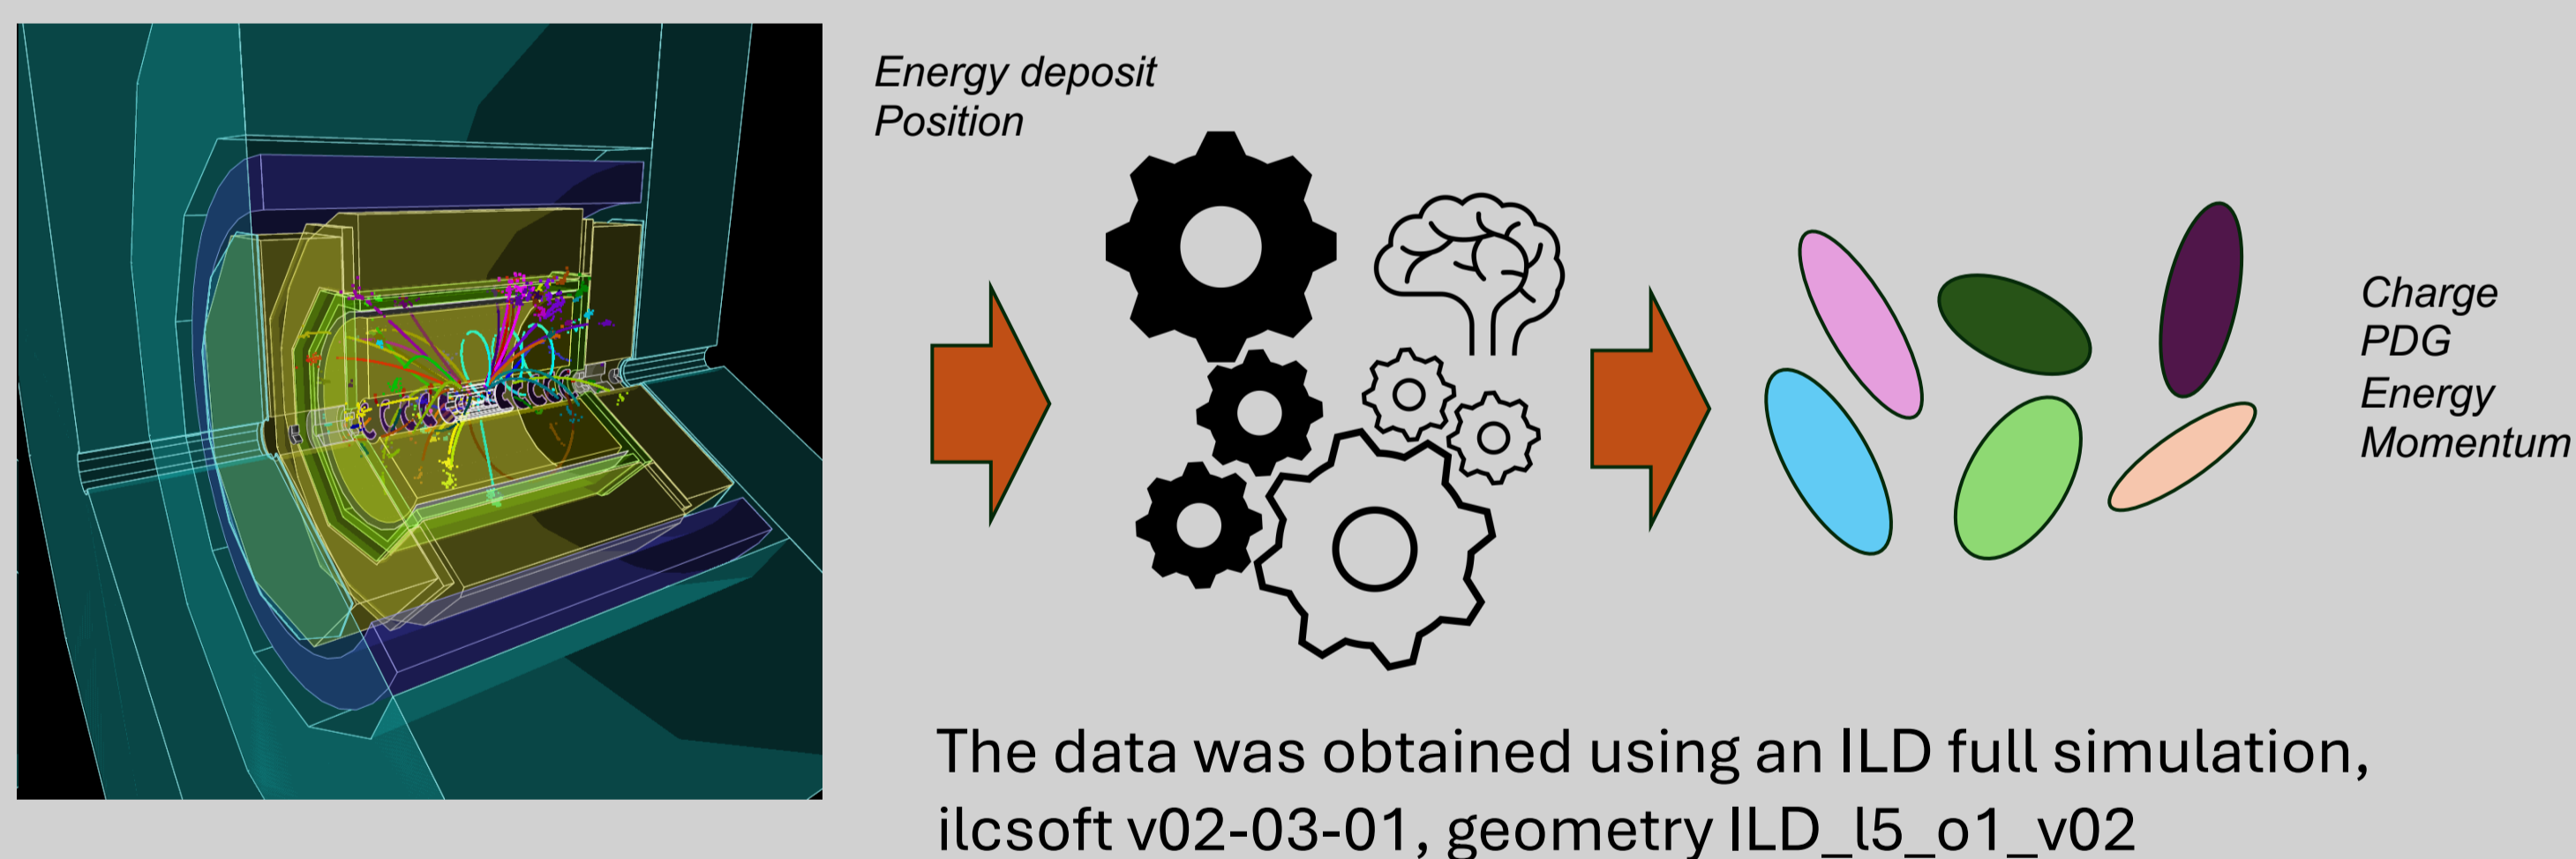 Energy deposit
Position
Charge
PDG
Energy
Momentum
The data was obtained using an ILD full simulation,
ilcsoft v02-03-01, geometry ILD_l5_o1_v02